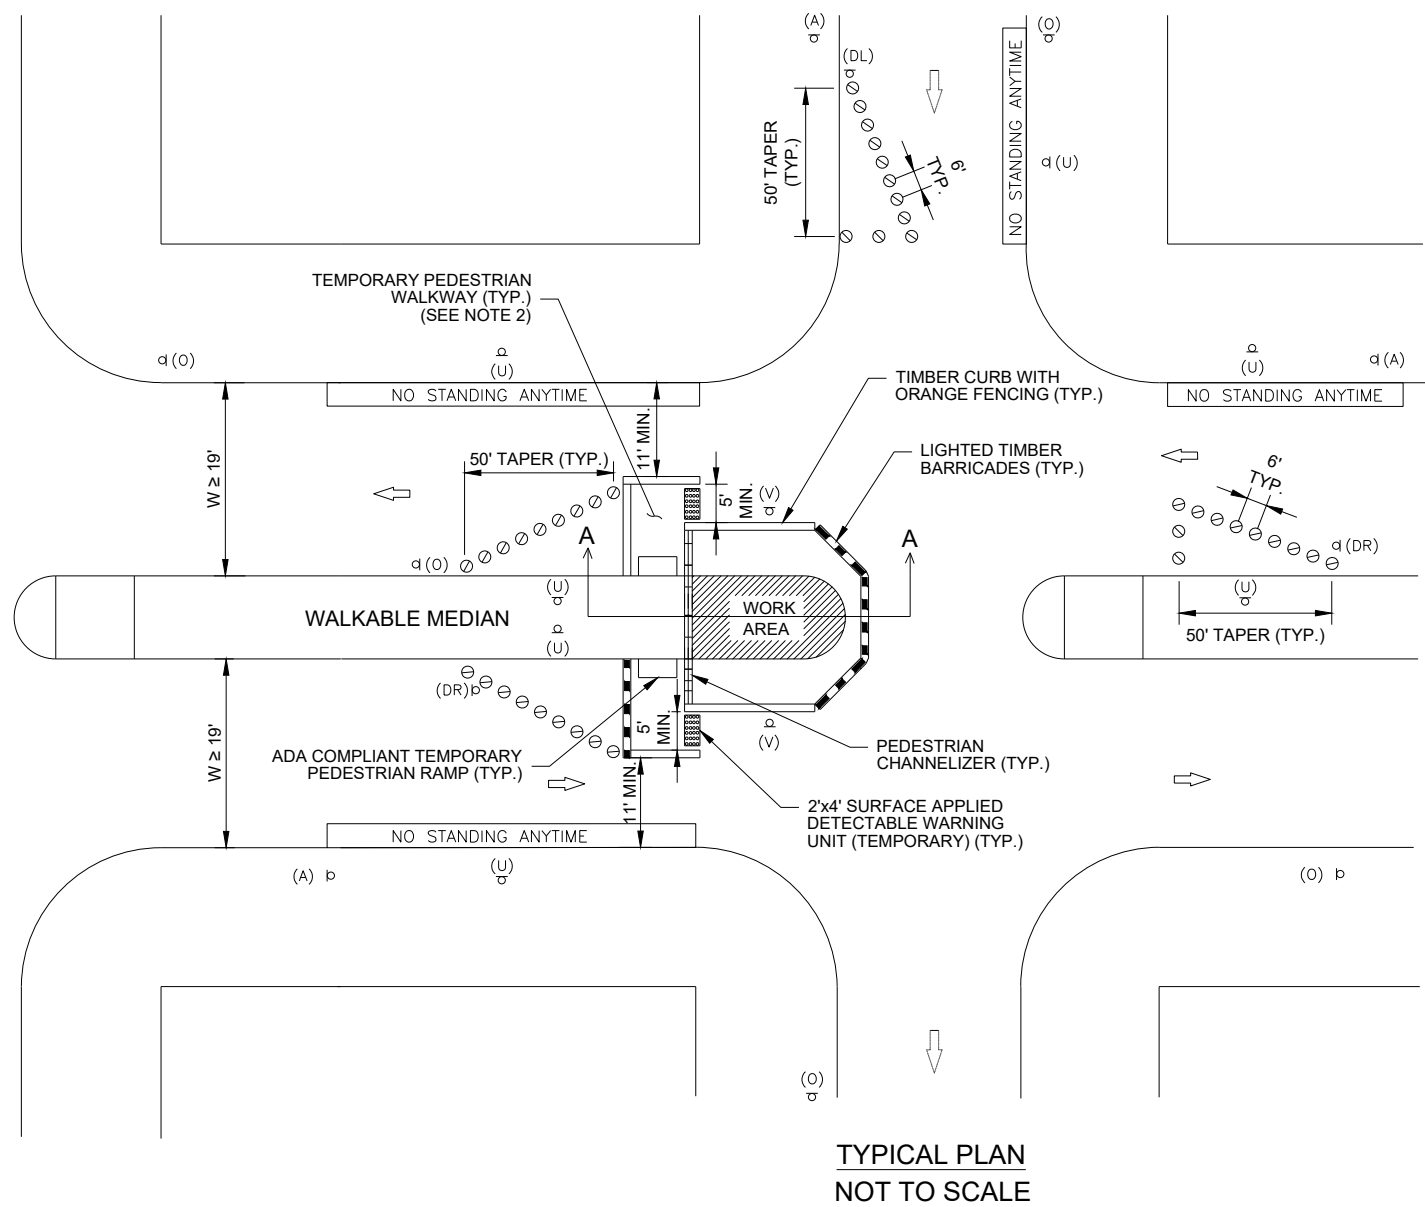 (A)
(O)
(DL)
50' TAPER
(TYP.)
6'
TYP.
NO STANDING ANYTIME
(U)
TEMPORARY PEDESTRIAN
WALKWAY (TYP.)
(SEE NOTE 2)
(O)
(U)
NO STANDING ANYTIME
(U)
(A)
NO STANDING ANYTIME
TIMBER CURB WITH
ORANGE FENCING (TYP.)
11' MIN.
W ≥ 19'
50' TAPER (TYP.)
5'
MIN.
(V)
LIGHTED TIMBER
BARRICADES (TYP.)
6'
TYP.
A
A
(O)
(DR)
(U)
(U)
WALKABLE MEDIAN
WORK
AREA
50' TAPER (TYP.)
(U)
(DR)
W ≥ 19'
5'
MIN.
(V)
ADA COMPLIANT TEMPORARY
PEDESTRIAN RAMP (TYP.)
PEDESTRIAN
CHANNELIZER (TYP.)
11' MIN.
2'x4' SURFACE APPLIED
DETECTABLE WARNING
UNIT (TEMPORARY) (TYP.)
NO STANDING ANYTIME
(A)
(U)
(O)
(O)
TYPICAL PLAN
NOT TO SCALE